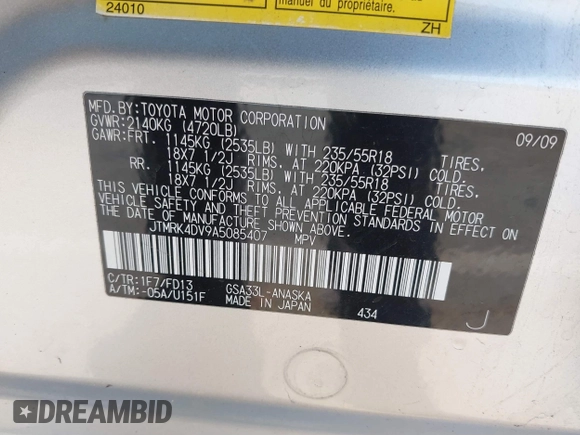 24010
manuel du propriétaire.
ZH
MFD.BY:TOYOTA MOTOR CORPORATION
09/09
GVWR:2140KG (4720LB)
GAWR:FRT. 1145KG (2535LB) WITH 235/55R18 TIRES,
18X7 1/2J RIMS, AT 220KPA (32PSI) COLD.
RR. 1145KG (2535LB) WITH 235/55R18 TIRES,
18X7 1/2J RIMS, AT 220KPA (32PSI) COLD.
THIS VEHICLE CONFORMS TO ALL APPLICABLE FEDERAL MOTOR
VEHICLE SAFETY AND THEFT PREVENTION STANDARDS IN EFFECT ON
THE DATE OF MANUFACTURE SHOWN ABOVE.
JTMRK4DV9A5085407 MPV
C/TR:1F7/FD13 GSA33L-ANASKA
A/TM:-05A/U151F MADE IN JAPAN 434
J
DREAMBID